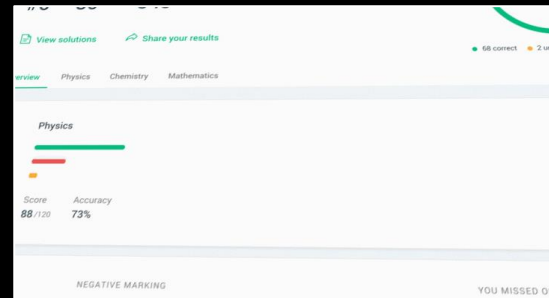 View solutions Share your results
68 correct 2
Physics Chemistry Mathematics
Physics
Score Accuracy
88/120 73%
NEGATIVE MARKING
YOU MISSED